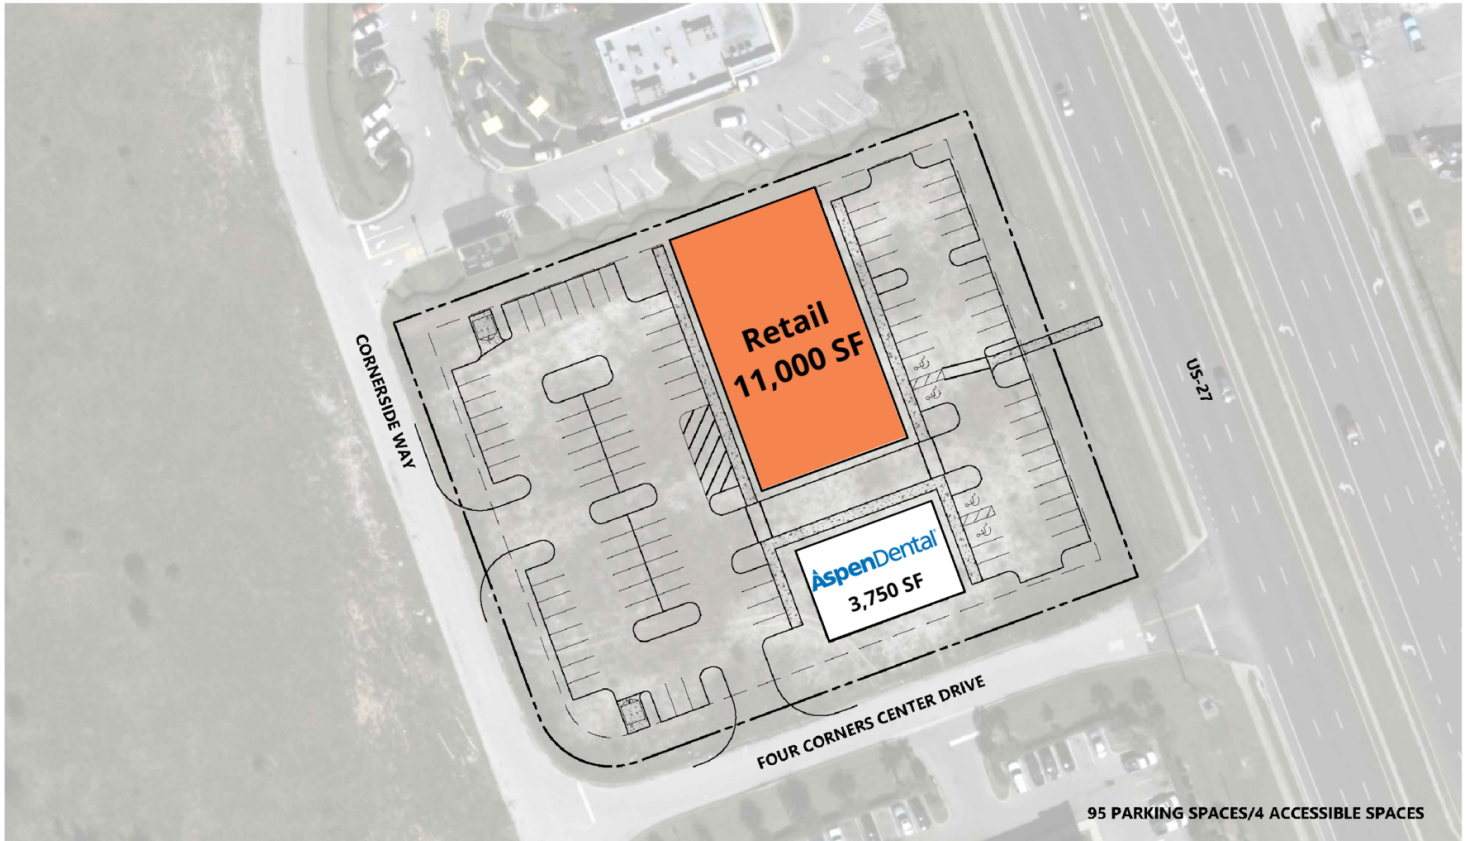 Retail
11,000 SF
CORNERSIDE WAY
US-27
AspenDental
3,750 SF
FOUR CORNERS CENTER DRIVE
95 PARKING SPACES/4 ACCESSIBLE SPACES